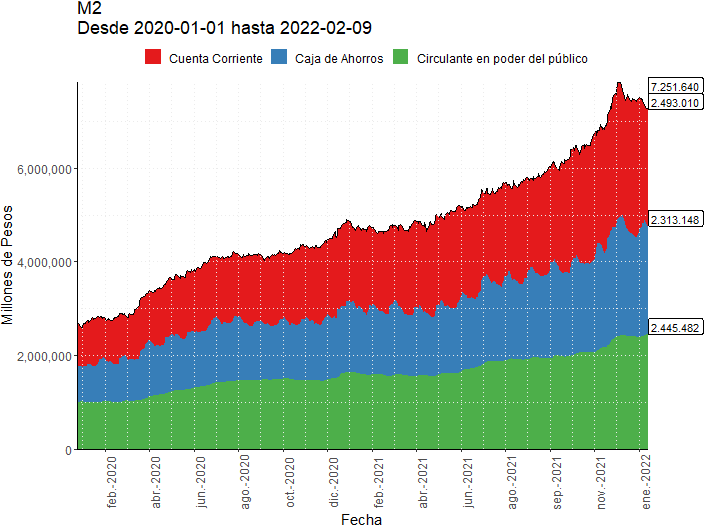 M2
Desde 2020-01-01 hasta 2022-02-09
Cuenta Corriente Caja de Ahorros Circulante en poder del público
7.251.640
2.493.010
6,000,000
2.313.148
4,000,000
2.445.482
2,000,000
0
Millones de Pesos
feb.-2020 abr.-2020 jun.-2020 ago.-2020 oct.-2020 dic.-2020 feb.-2021 abr.-2021 jun.-2021 ago.-2021 sep.-2021 nov.-2021 ene.-2022
Fecha